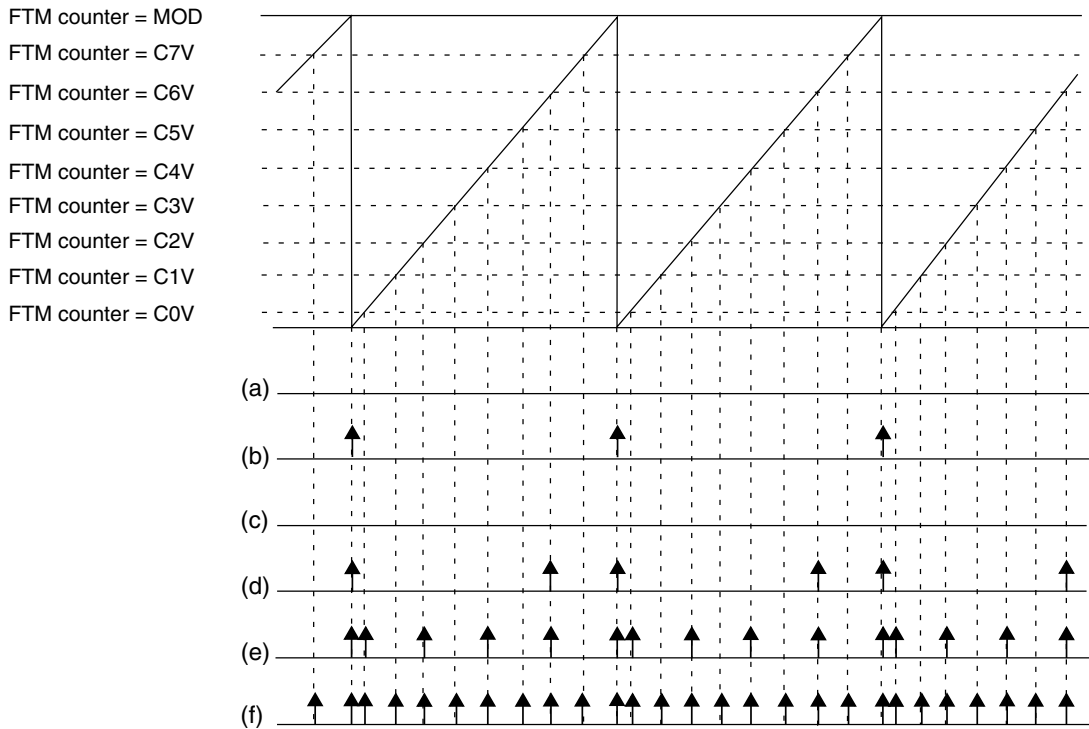 FTM counter = MOD
FTM counter = C7V
FTM counter = C6V
FTM counter = C5V
FTM counter = C4V
FTM counter = C3V
FTM counter = C2V
FTM counter = C1V
FTM counter = C0V
(a)
(b)
(c)
(d)
(e)
(f)